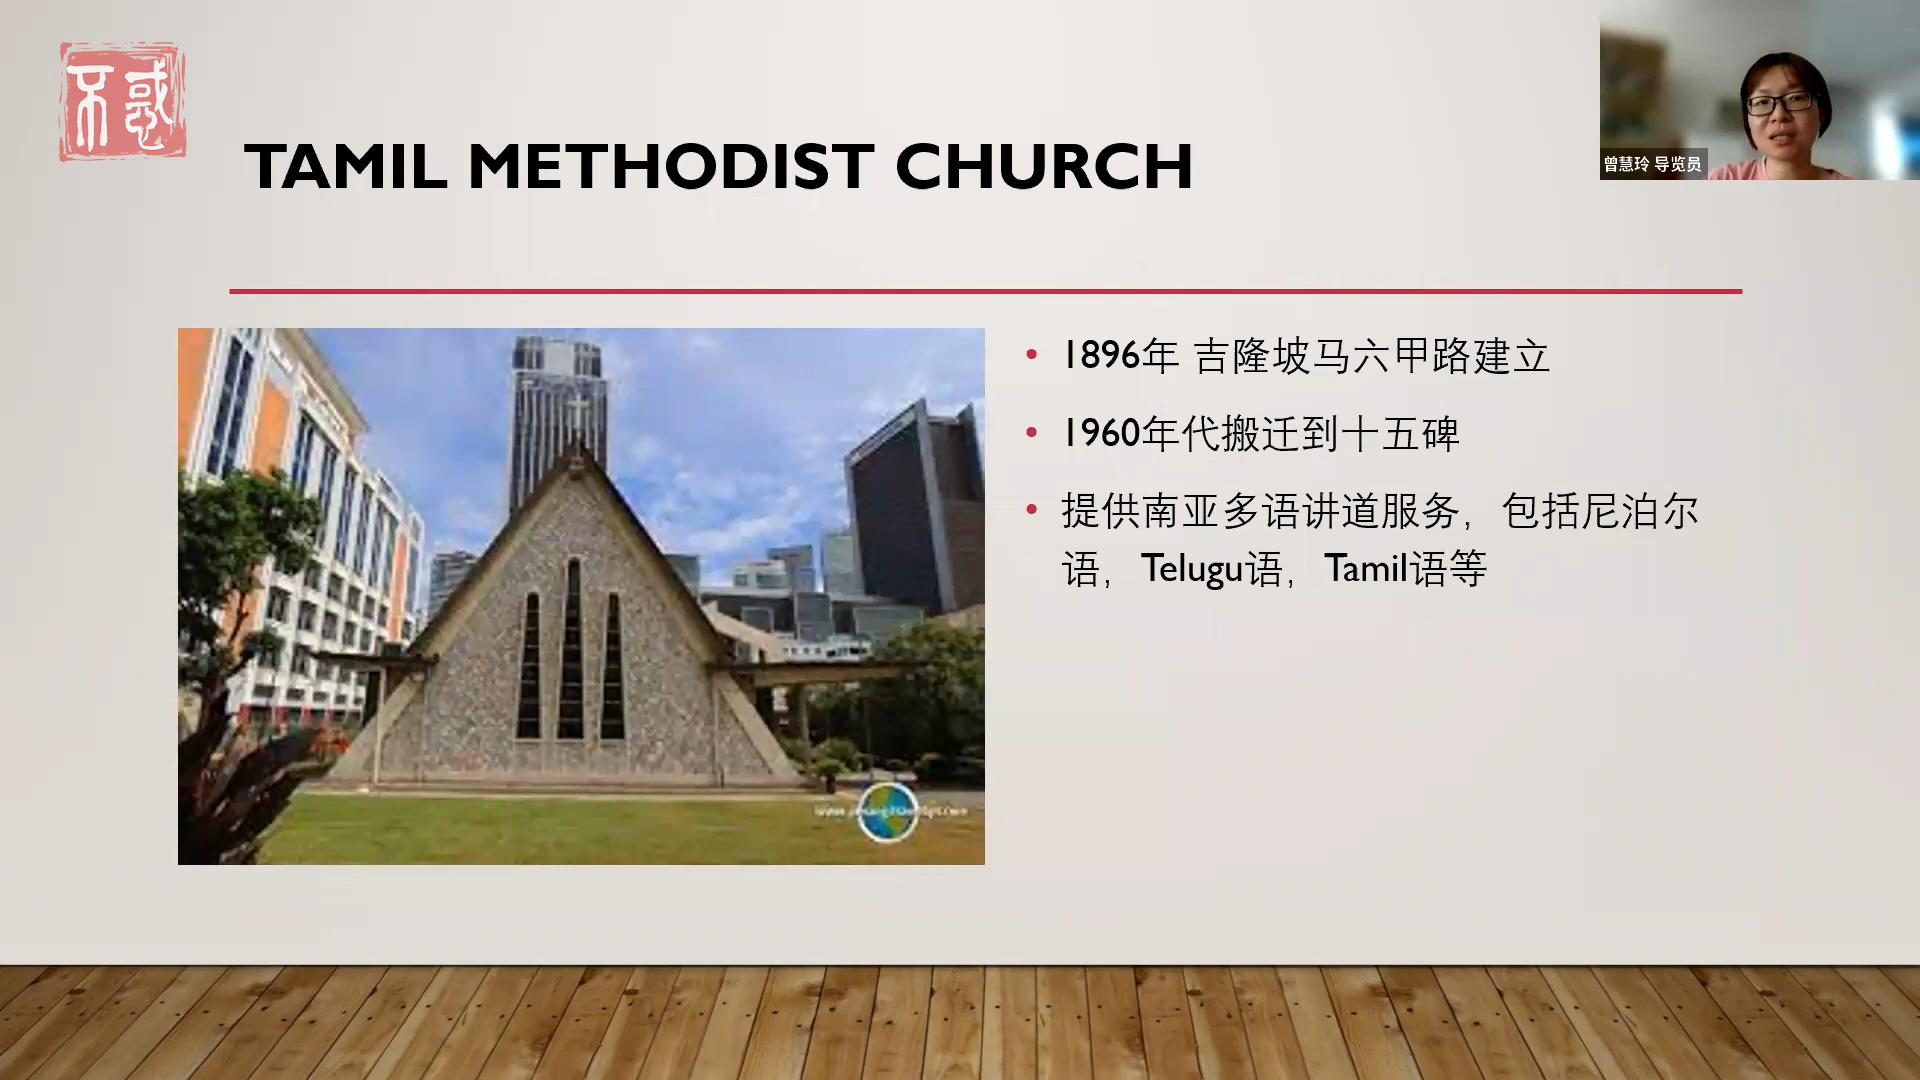 不惑
TAMIL METHODIST CHURCH
曾慧玲 导览员
• 1896年 吉隆坡马六甲路建立
• 1960年代搬迁到十五碑
• 提供南亚多语讲道服务，包括尼泊尔
语，Telugu语，Tamil语等